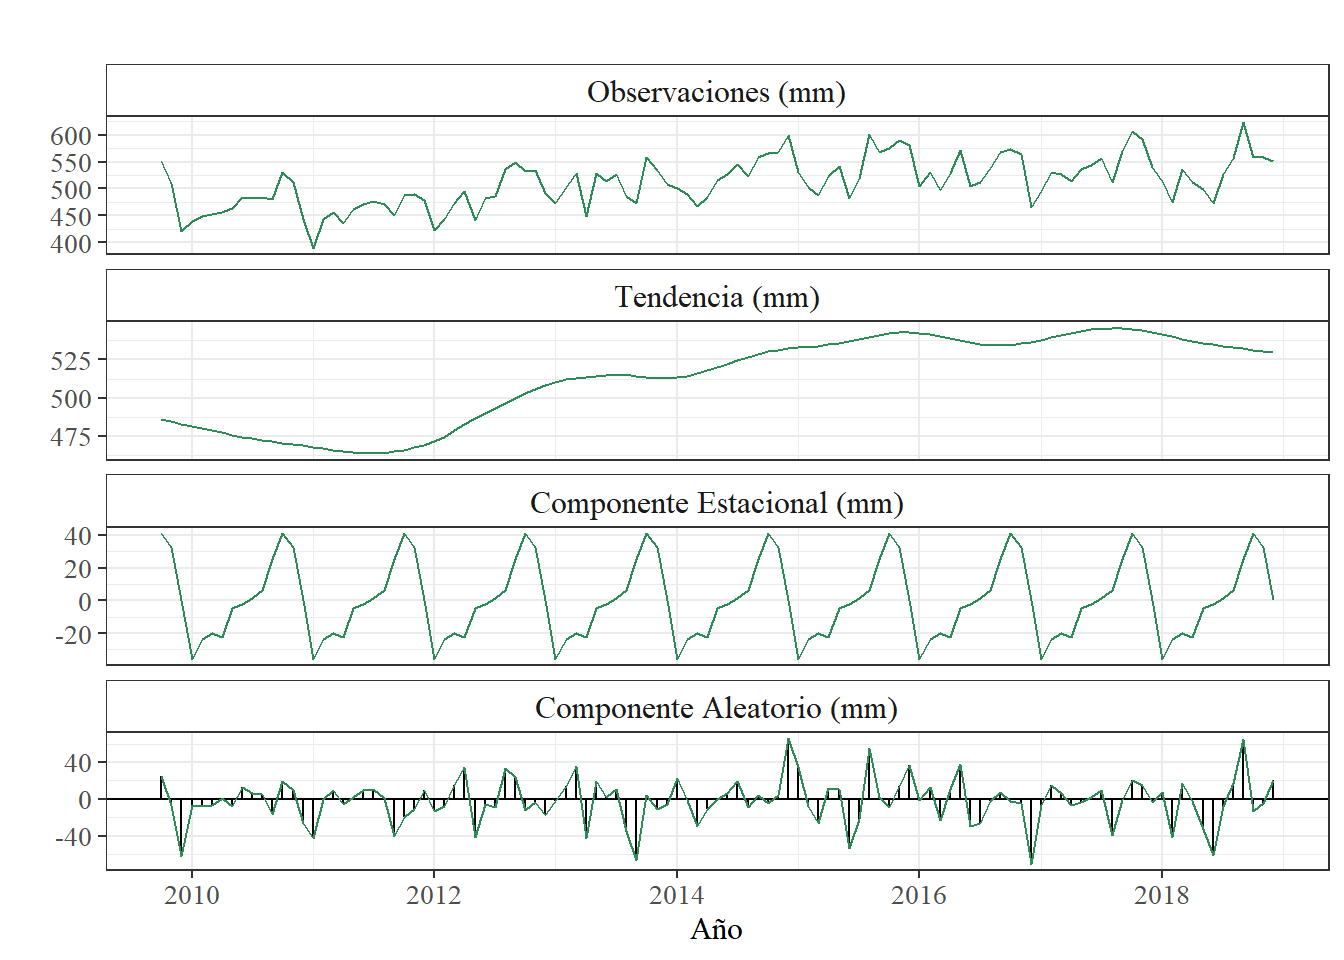 Observaciones (mm)
600
550
500
450
400
Tendencia (mm)
525
500
475
Componente Estacional (mm)
40
20
0
-20
Componente Aleatorio (mm)
40
0
-40
2010 2012 2014 2016 2018
Año